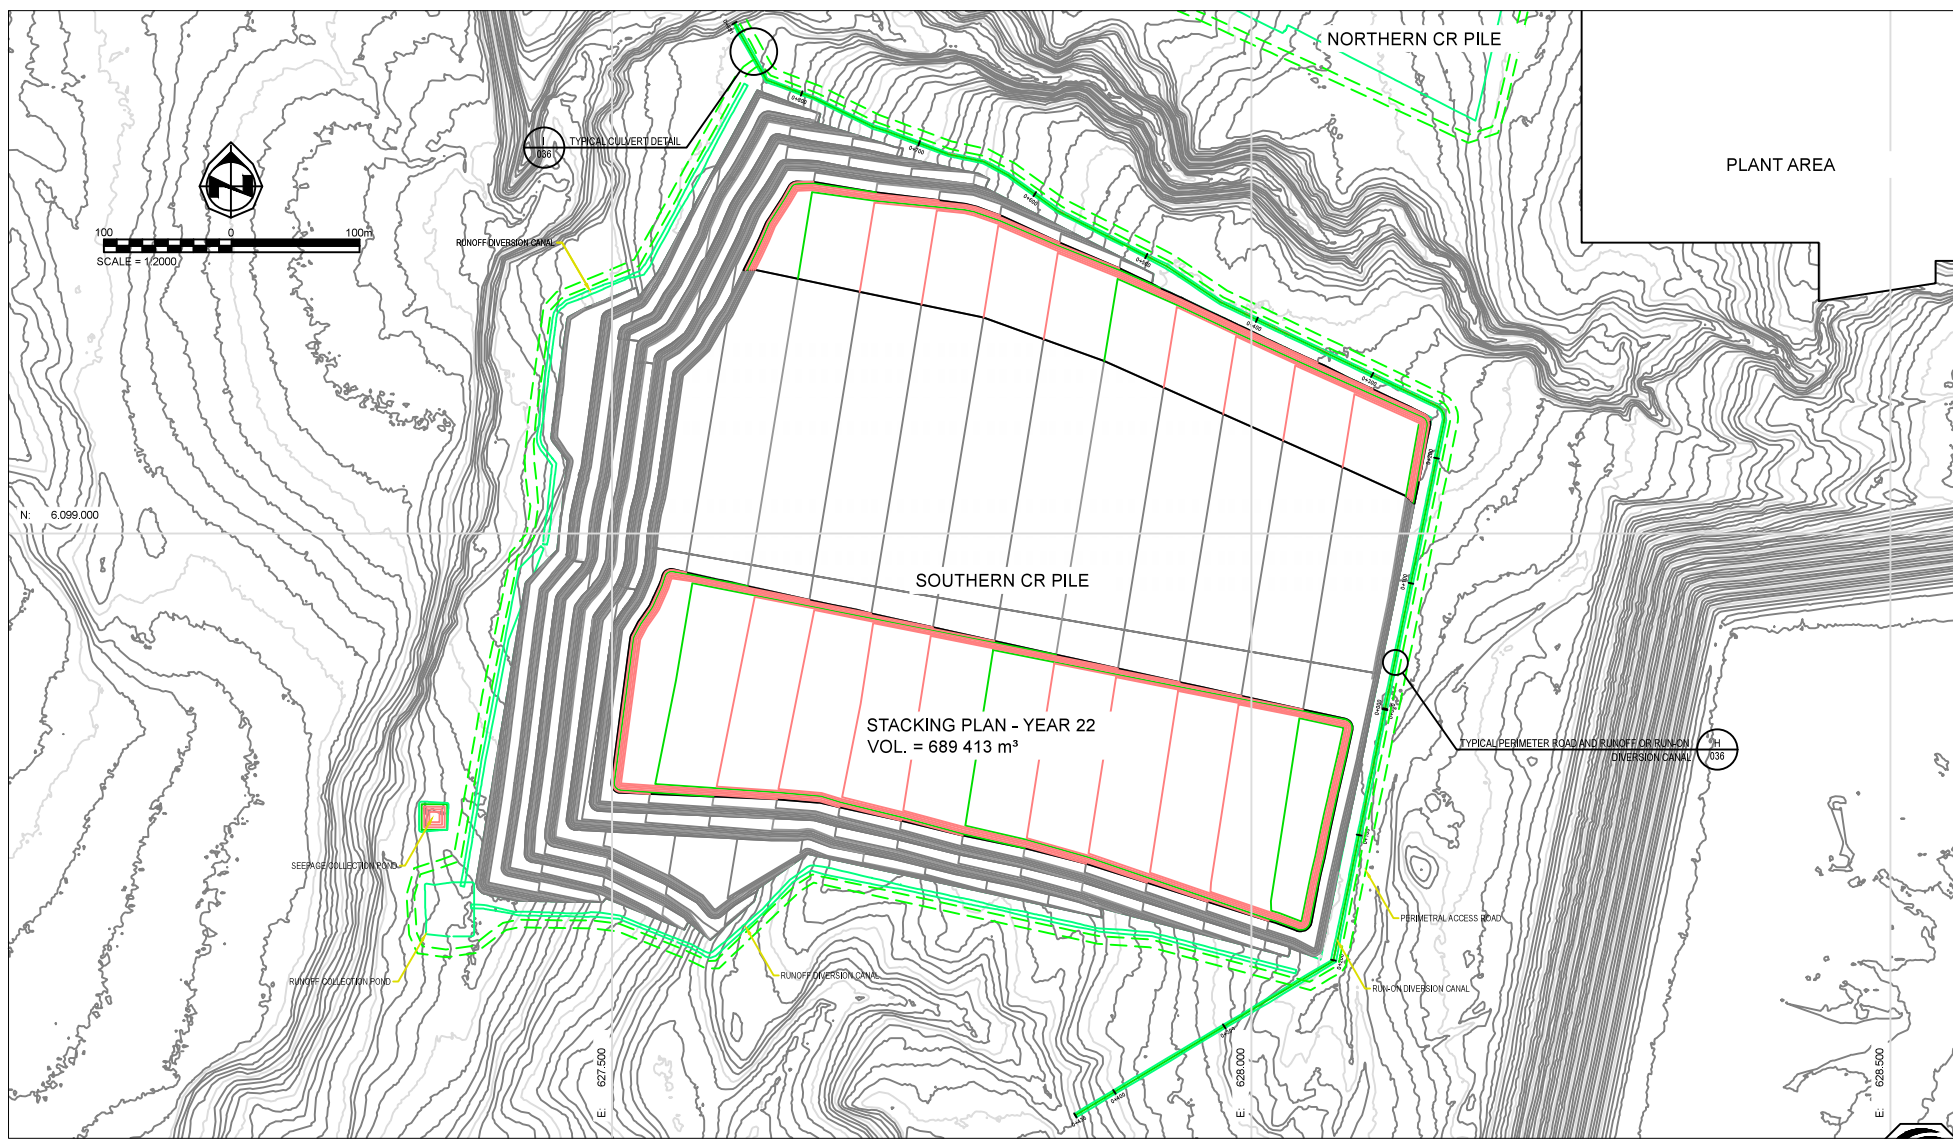 NORTHERN CR PILE
PLANT AREA
I
036
TYPICAL CULVERT DETAIL
100 0 100m
SCALE = 1:2000
RUNOFF DIVERSION CANAL
N: 6.099.000
SOUTHERN CR PILE
STACKING PLAN - YEAR 22
VOL. = 689 413 m³
TYPICAL PERIMETER ROAD AND RUNOFF OR RUN-ON
DIVERSION CANAL
H
036
SEEPAGE COLLECTION POND
PERIMETRAL ACCESS ROAD
RUNOFF COLLECTION POND
RUNOFF DIVERSION CANAL
RUN-ON DIVERSION CANAL
E: 627.500
E: 628.000
E: 628.500